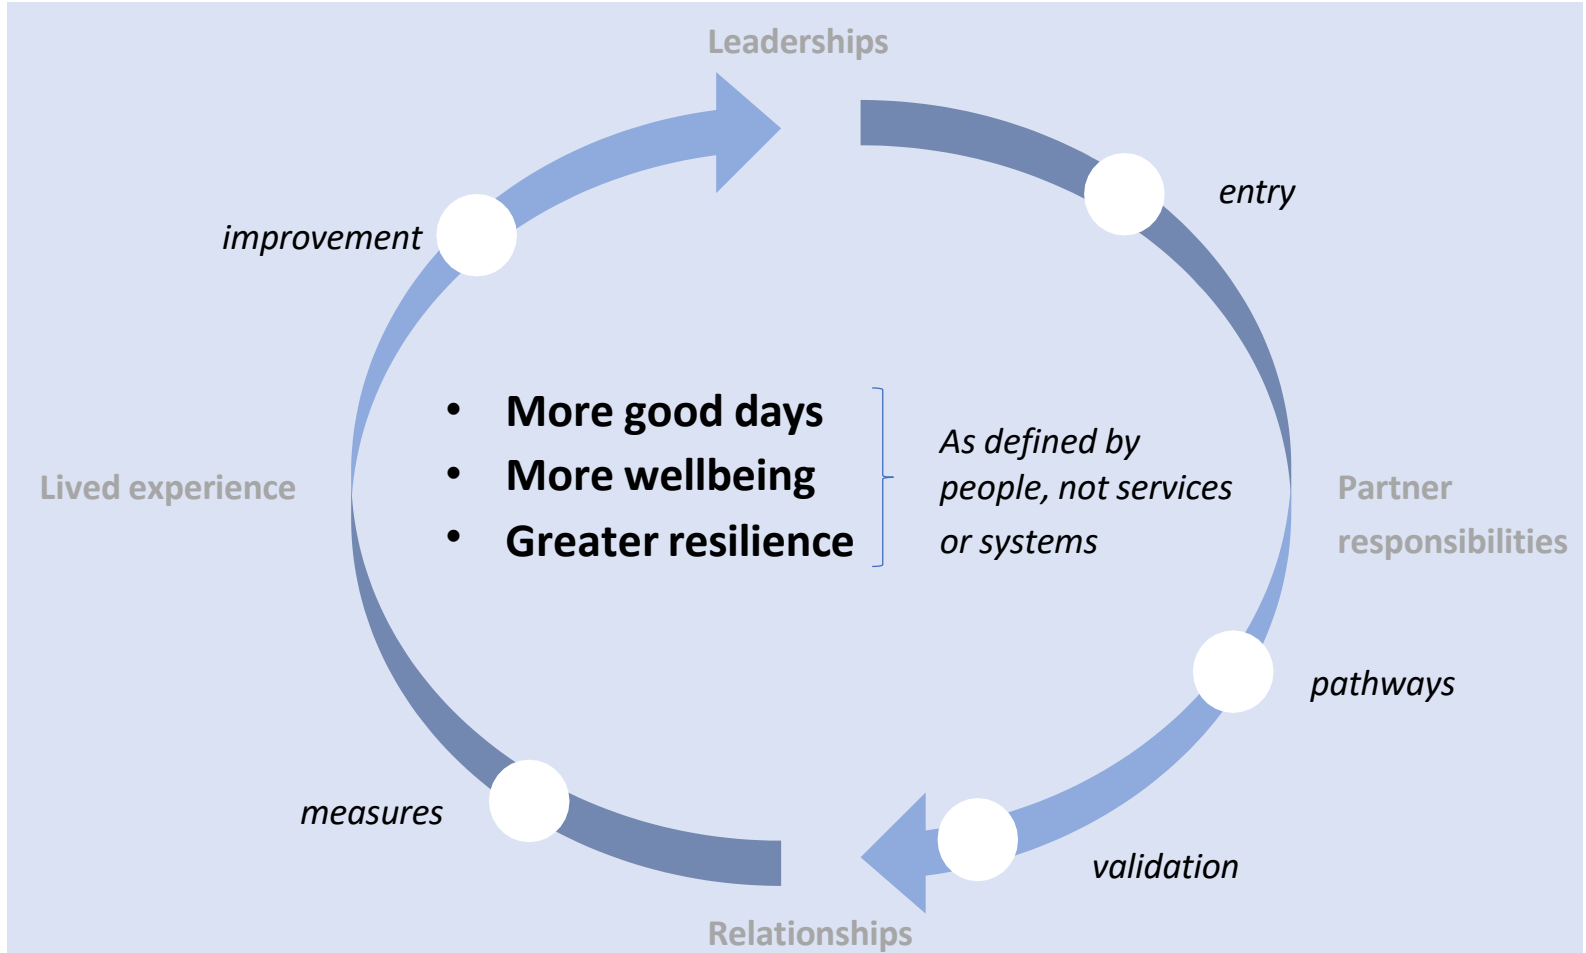 Leaderships
entry
improvement
• More good days
• More wellbeing
• Greater resilience
As defined by
people, not services
or systems
Lived experience
Partner
responsibilities
pathways
measures
validation
Relationships